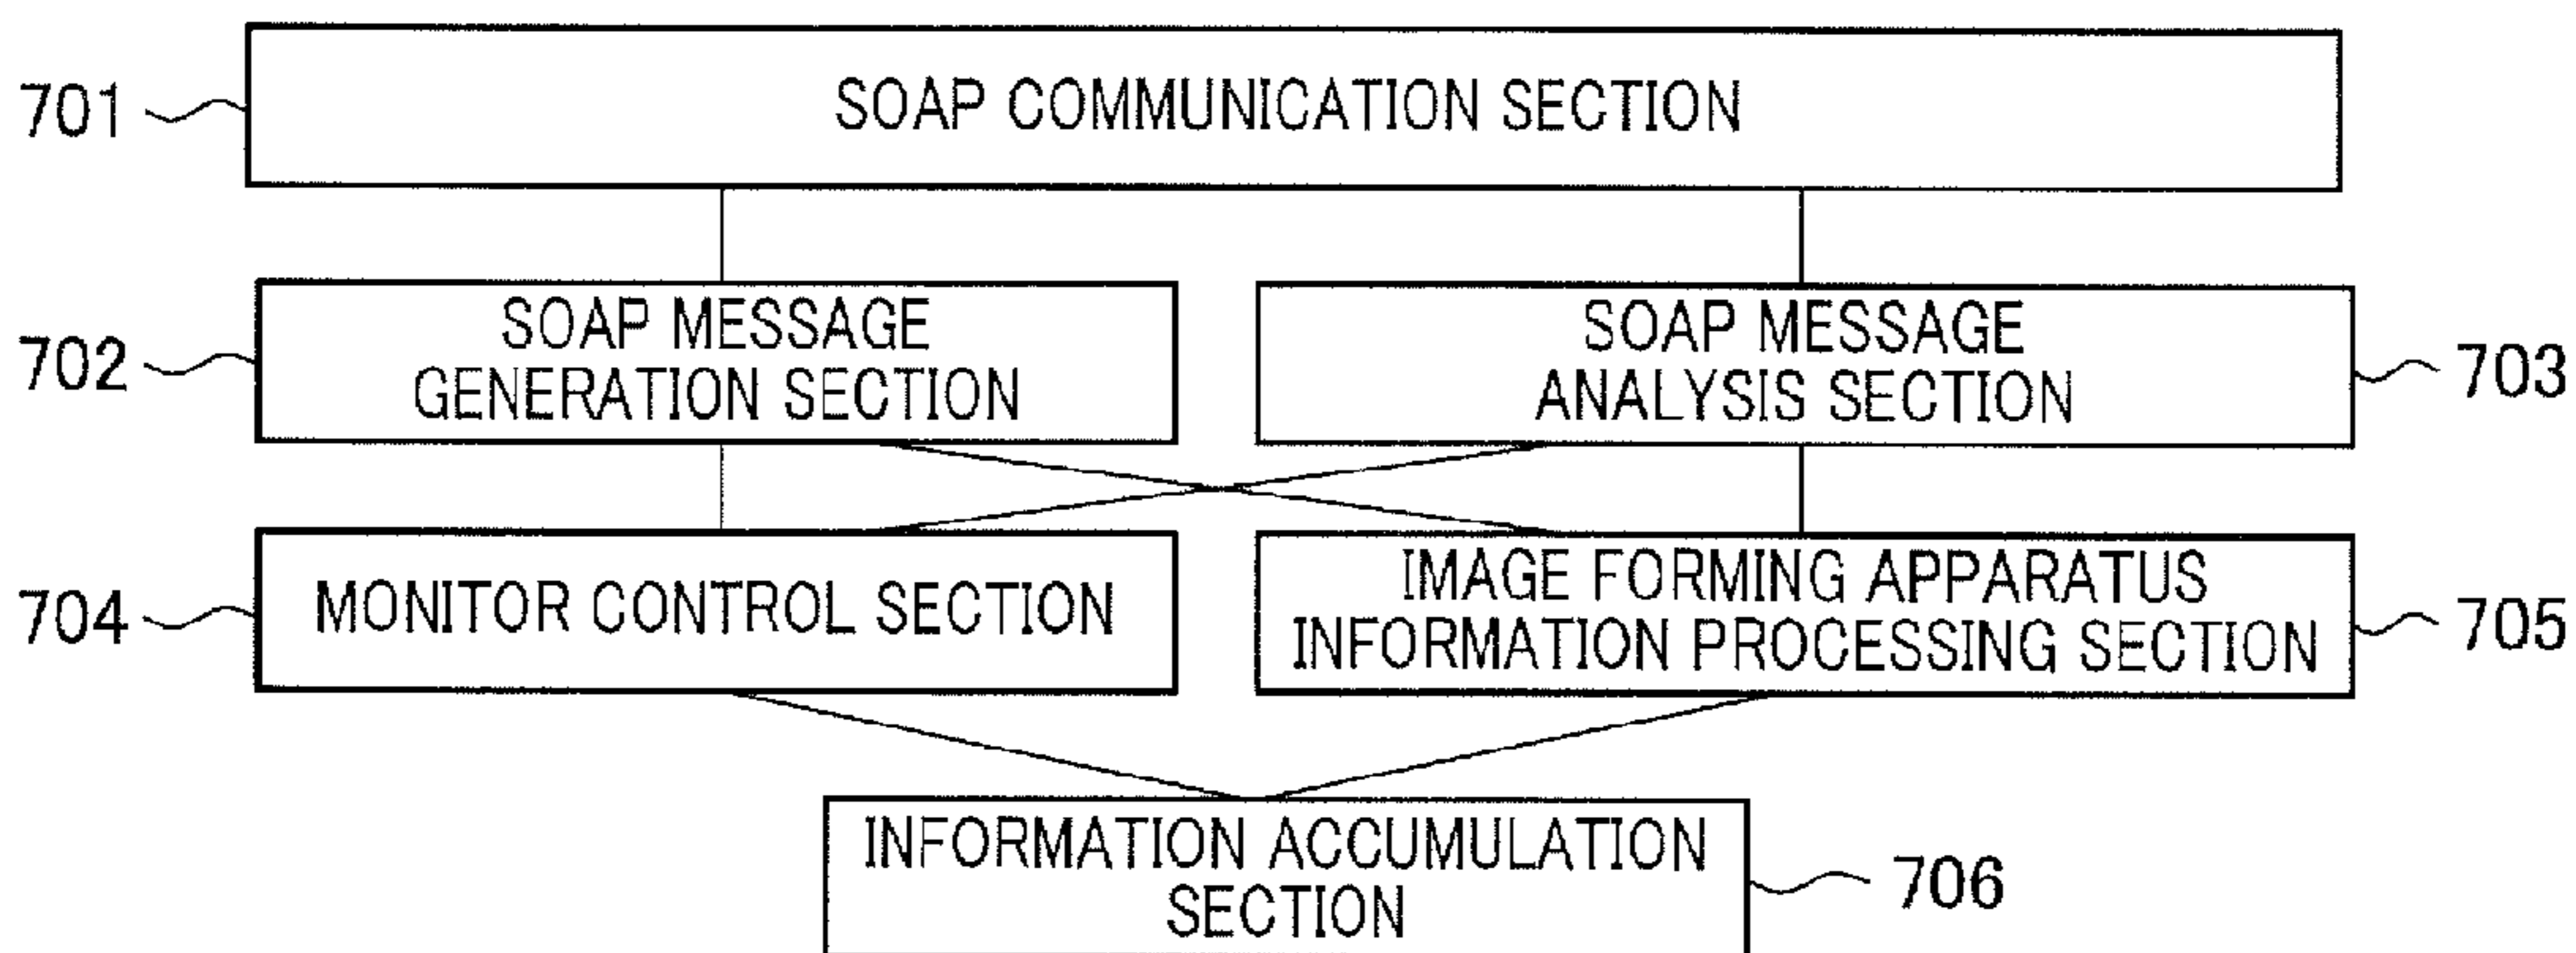 701
SOAP COMMUNICATION SECTION
702
SOAP MESSAGE
GENERATION SECTION
SOAP MESSAGE
ANALYSIS SECTION
703
704
MONITOR CONTROL SECTION
IMAGE FORMING APPARATUS
INFORMATION PROCESSING SECTION
705
INFORMATION ACCUMULATION
SECTION
706